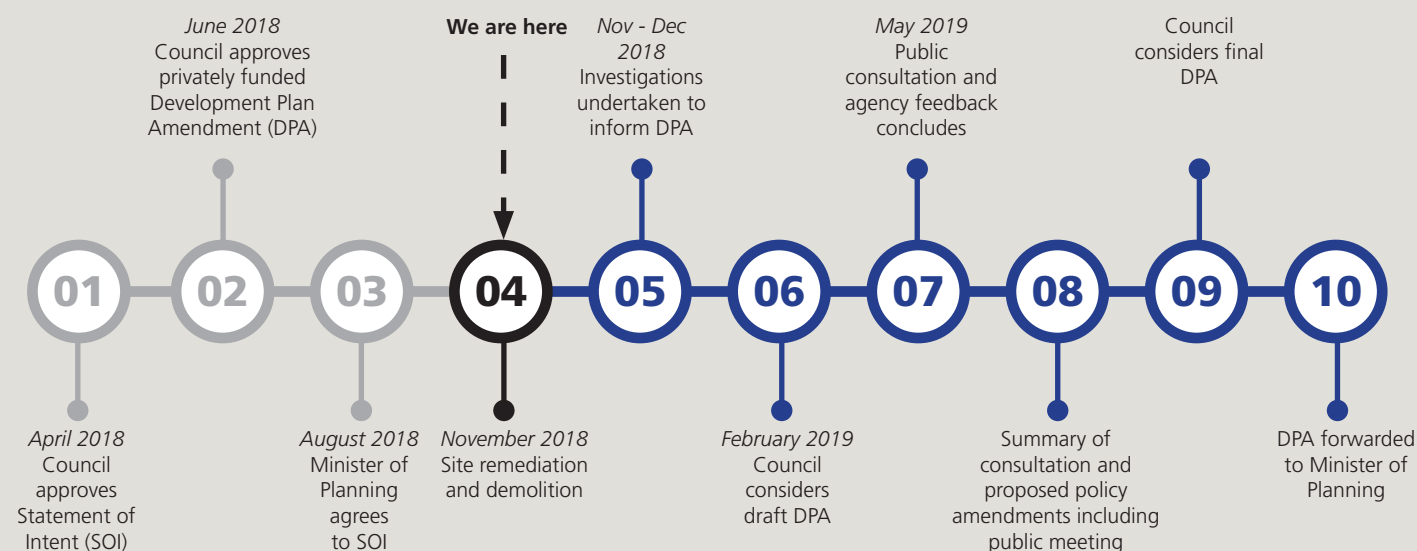 June 2018
Council approves
privately funded
Development Plan
Amendment (DPA)
We are here
Nov - Dec
2018
Investigations
undertaken to
inform DPA
May 2019
Public
consultation and
agency feedback
concludes
Council
considers final
DPA
01
02
03
04
05
06
07
08
09
10
April 2018
Council
approves
Statement of
Intent (SOI)
August 2018
Minister of
Planning
agrees
to SOI
November 2018
Site remediation
and demolition
February 2019
Council
considers
draft DPA
Summary of
consultation and
proposed policy
amendments including
public meeting
DPA forwarded
to Minister of
Planning